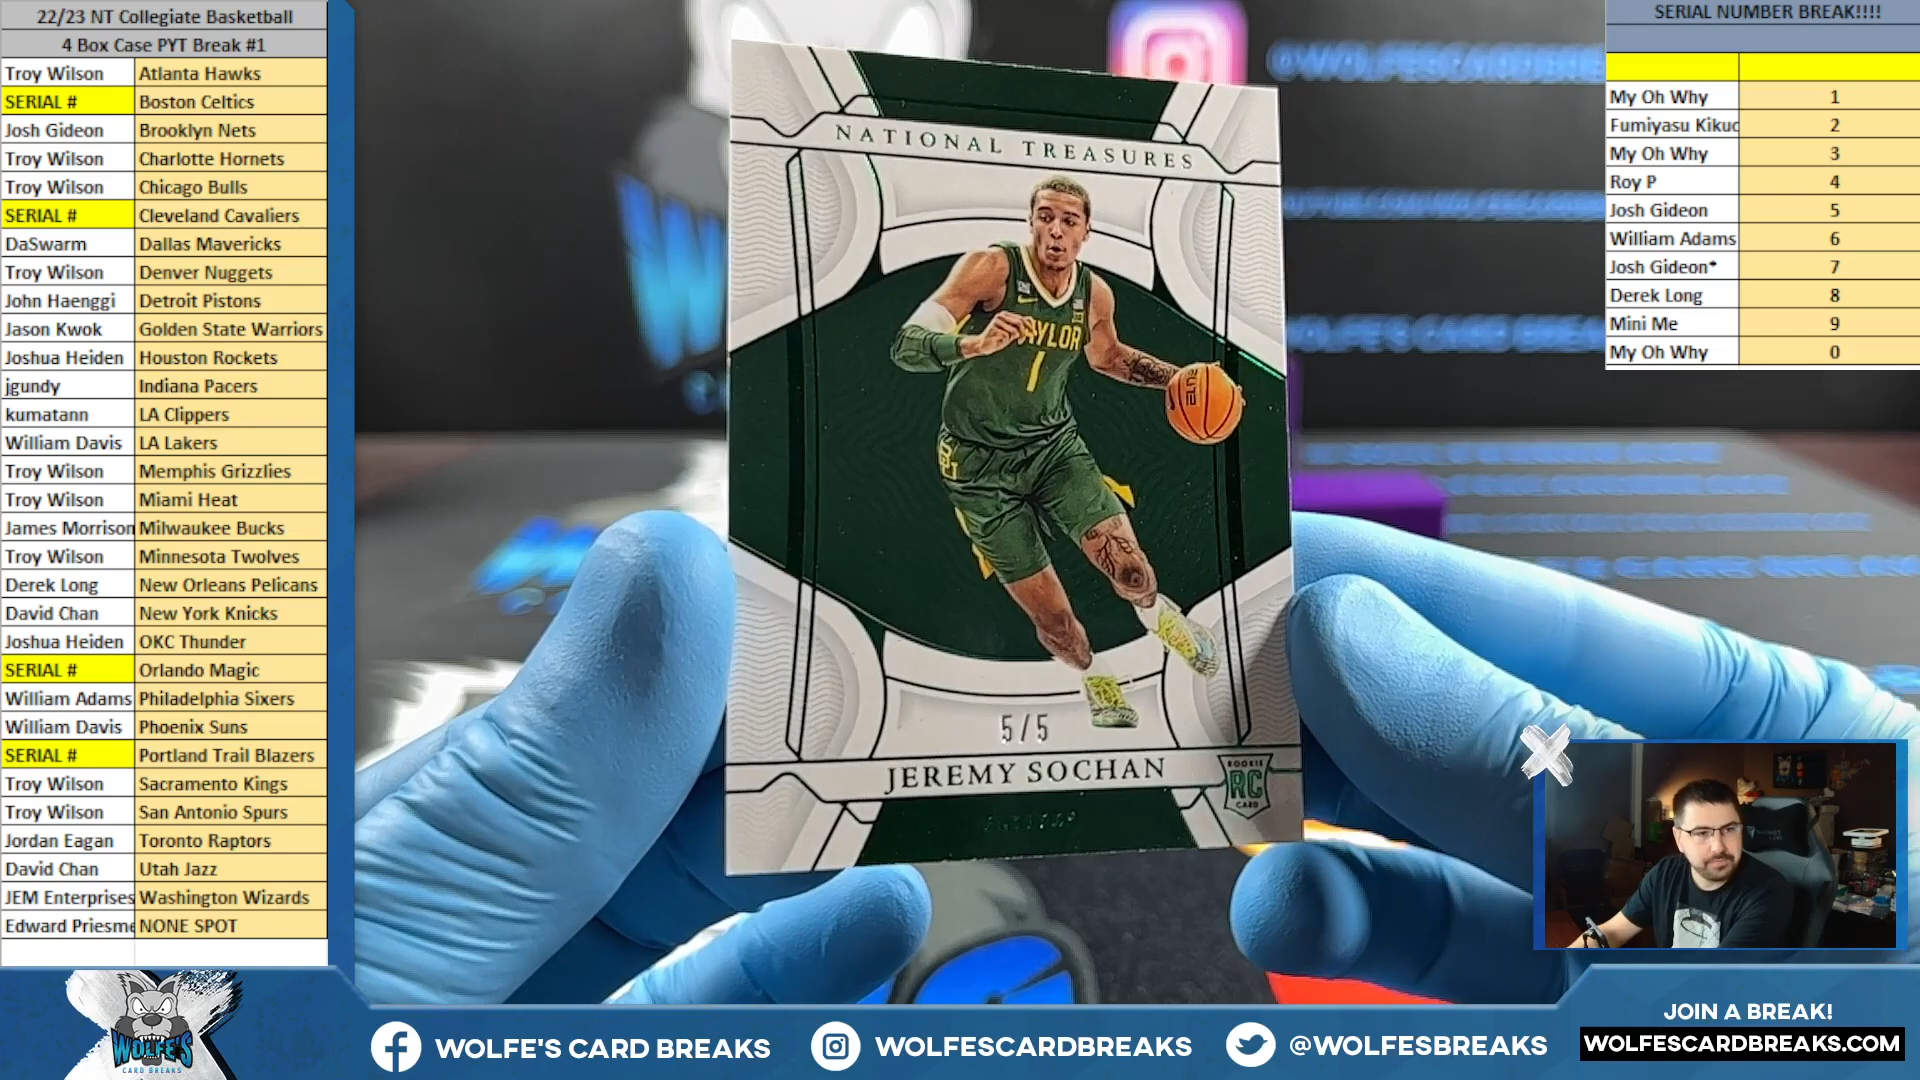 22/23 NT Collegiate Basketball
4 Box Case PYT Break #1
Troy Wilson Atlanta Hawks
SERIAL # Boston Celtics
Josh Gideon Brooklyn Nets
Troy Wilson Charlotte Hornets
Troy Wilson Chicago Bulls
SERIAL # Cleveland Cavaliers
DaSwarm Dallas Mavericks
Troy Wilson Denver Nuggets
John Haenggi Detroit Pistons
Jason Kwok Golden State Warriors
Joshua Heiden Houston Rockets
jgundy Indiana Pacers
kumatann LA Clippers
William Davis LA Lakers
Troy Wilson Memphis Grizzlies
Troy Wilson Miami Heat
James Morrison Milwaukee Bucks
Troy Wilson Minnesota Twolves
Derek Long New Orleans Pelicans
David Chan New York Knicks
Joshua Heiden OKC Thunder
SERIAL # Orlando Magic
William Adams Philadelphia Sixers
William Davis Phoenix Suns
SERIAL # Portland Trail Blazers
Troy Wilson Sacramento Kings
Troy Wilson San Antonio Spurs
Jordan Eagan Toronto Raptors
David Chan Utah Jazz
JEM Enterprises Washington Wizards
Edward Priesme NONE SPOT
NATIONAL TREASURES
AYLOR
1
ELITE
BU
5/5
JEREMY SOCHAN
ROOKIE
RC
CARD
@WOLFESCARDBRE
WOLFE'S CARD BREA
SERIAL NUMBER BREAK!!!!
My Oh Why 1
Fumiyasu Kikuc 2
My Oh Why 3
Roy P 4
Josh Gideon 5
William Adams 6
Josh Gideon* 7
Derek Long 8
Mini Me 9
My Oh Why 0
WOLFE'S
CARD BREAKS
WOLFE'S CARD BREAKS
WOLFESCARDBREAKS
@WOLFESBREAKS
JOIN A BREAK!
WOLFESCARDBREAKS.COM